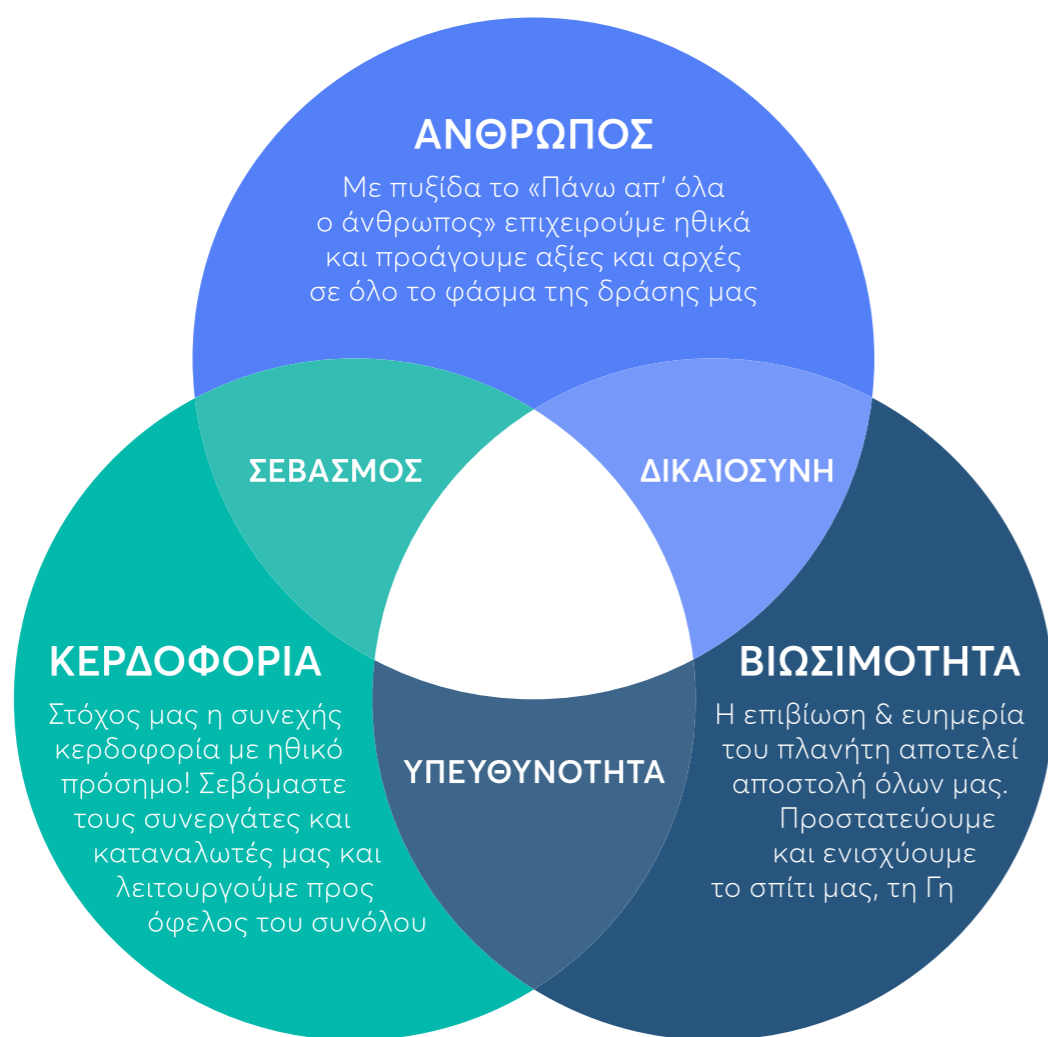 ΑΝΘΡΩΠΟΣ
Με πυξίδα το «Πάνω απ' όλα
ο άνθρωπος» επιχειρούμε ηθικά
και προάγουμε αξίες και αρχές
σε όλο το φάσμα της δράσης μας
ΣΕΒΑΣΜΟΣ
ΔΙΚΑΙΟΣΥΝΗ
ΚΕΡΔΟΦΟΡΙΑ
Στόχος μας η συνεχής
κερδοφορία με ηθικό
πρόσημο! Σεβόμαστε
τους συνεργάτες και
καταναλωτές μας και
λειτουργούμε προς
όφελος του συνόλου
ΥΠΕΥΘΥΝΟΤΗΤΑ
ΒΙΩΣΙΜΟΤΗΤΑ
Η επιβίωση & ευημερία
του πλανήτη αποτελεί
αποστολή όλων μας.
Προστατεύουμε
και ενισχύουμε
το σπίτι μας, τη Γη